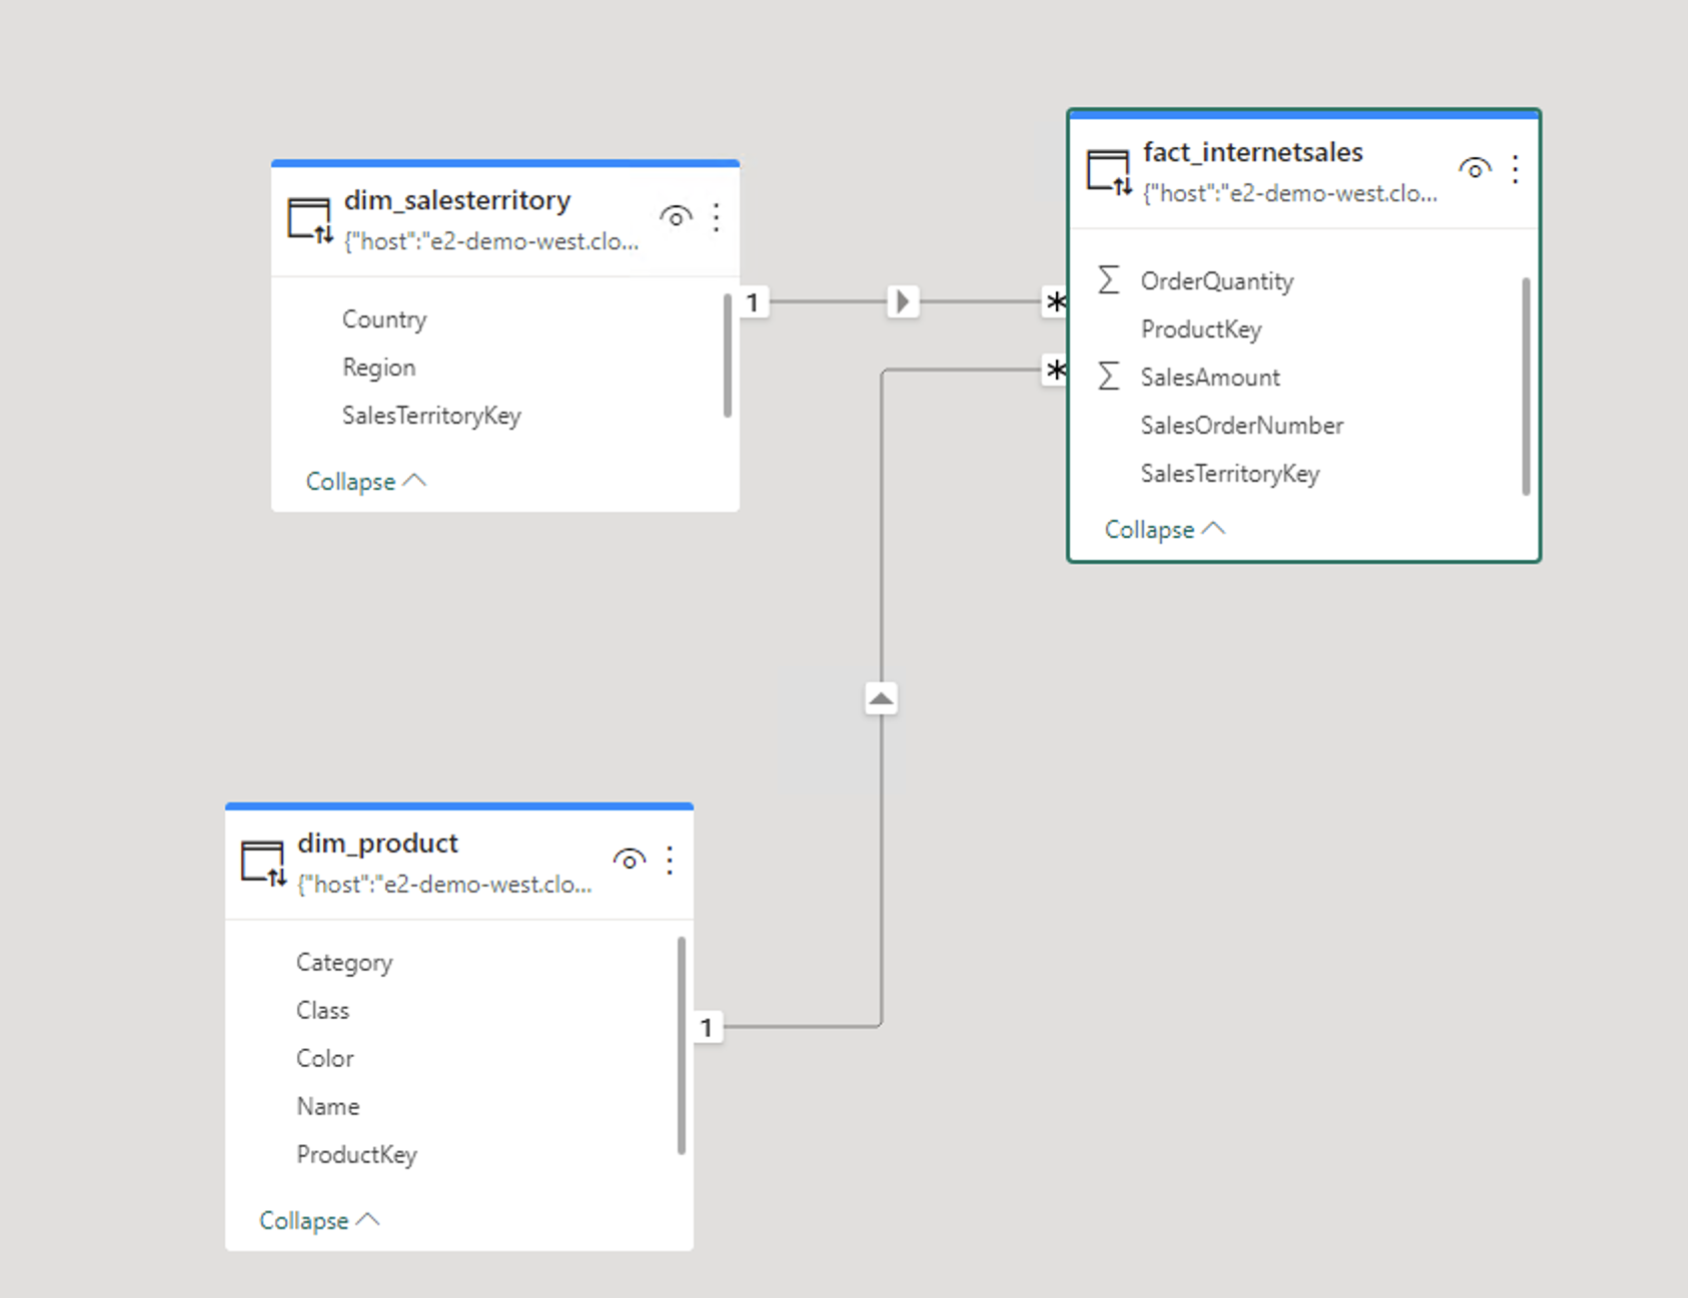 dim_salesterritory
{"host":"e2-demo-west.clo...
Country
Region
SalesTerritoryKey
Collapse
1
*
*
fact_internetsales
{"host":"e2-demo-west.clo...
OrderQuantity
ProductKey
SalesAmount
SalesOrderNumber
SalesTerritoryKey
Collapse
dim_product
{"host":"e2-demo-west.clo...
Category
Class
Color
Name
ProductKey
Collapse
1